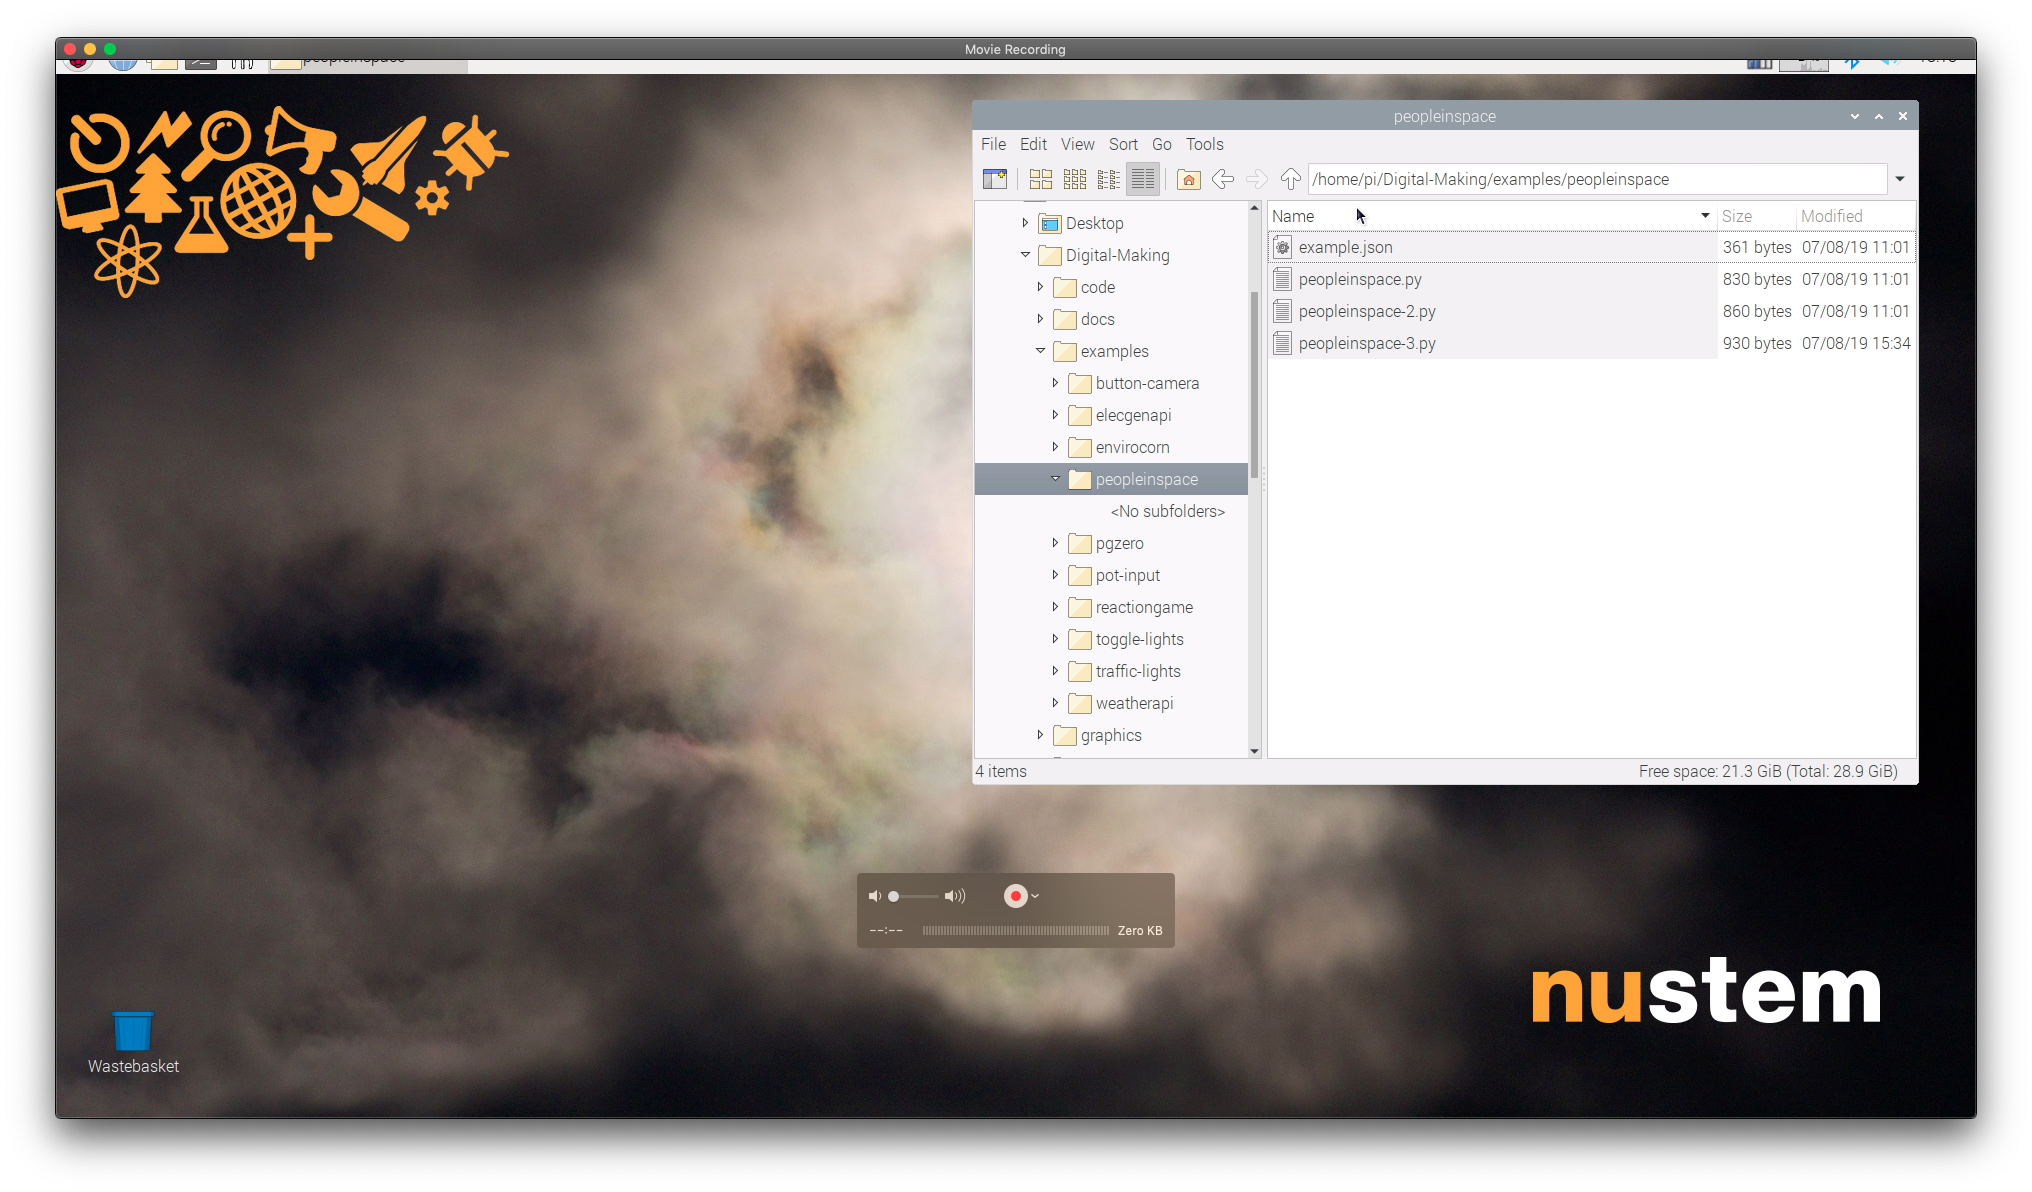 Movie Recording
peopleinspace
peopleinspace
File Edit View Sort Go Tools
/home/pi/Digital-Making/examples/peopleinspace
Desktop
Digital-Making
code
docs
examples
button-camera
elecgenapi
envirocorn
peopleinspace
<No subfolders>
pgzero
pot-input
reactiongame
toggle-lights
traffic-lights
weatherapi
graphics
Name Size Modified
example.json 361 bytes 07/08/19 11:01
peopleinspace.py 830 bytes 07/08/19 11:01
peopleinspace-2.py 860 bytes 07/08/19 11:01
peopleinspace-3.py 930 bytes 07/08/19 15:34
4 items Free space: 21.3 GiB (Total: 28.9 GiB)
--:-- Zero KB
nustem
Wastebasket